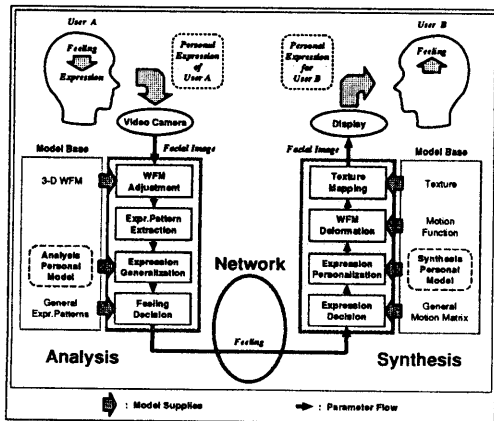 User A
Feeling
Expression
Personal
Expression
of
User A
Personal
Expression
for
User B
User B
Feeling
Video Camera
Display
Facial Image
Facial Image
Model Base
3-D WFM
Analysis
Personal
Model
General
Expr.Patterns
WFM
Adjustment
Expr.Pattern
Extraction
Expression
Generalization
Feeling
Decision
Analysis
Network
Feeling
Texture
Mapping
WFM
Deformation
Expression
Personalization
Expression
Decision
Model Base
Texture
Motion
Function
Synthesis
Personal
Model
General
Motion Matrix
Synthesis
: Model Supplies
: Parameter Flow